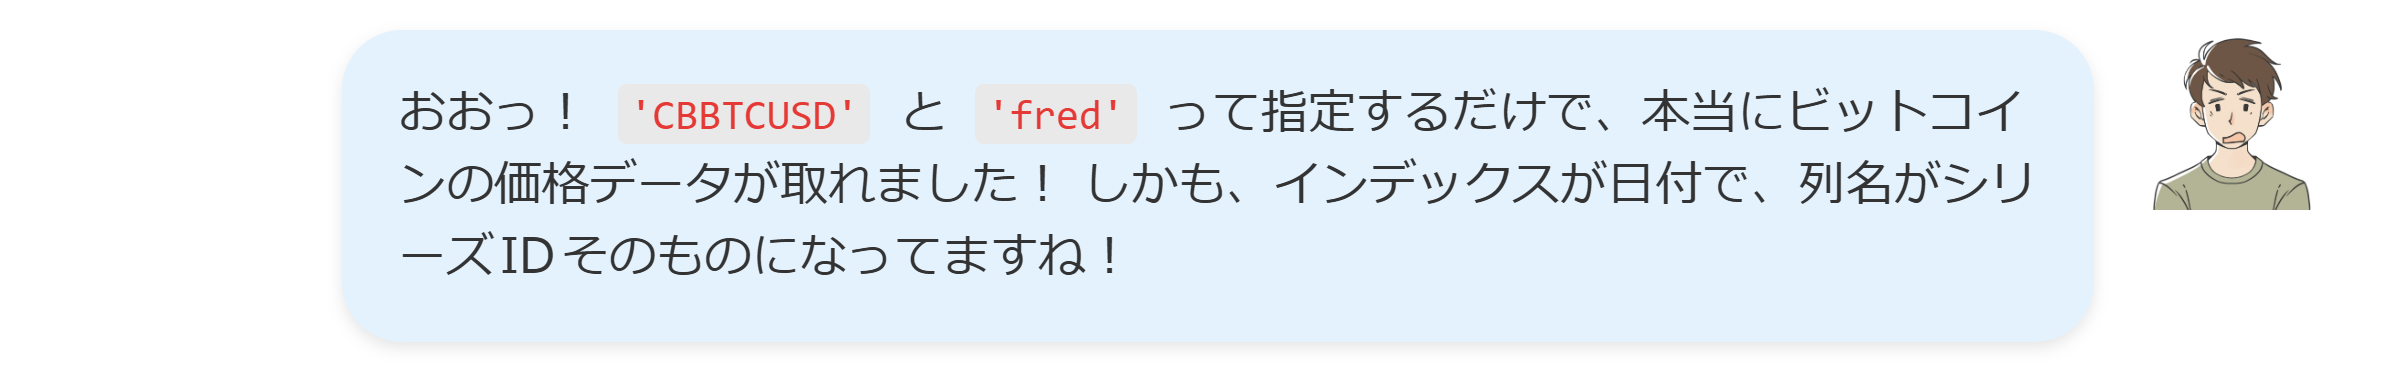 おおっ！ 'CBBTCUSD' と 'fred' って指定するだけで、本当にビットコイ
ンの価格データが取れました！ しかも、インデックスが日付で、列名がシリ
ーズIDそのものになってますね！